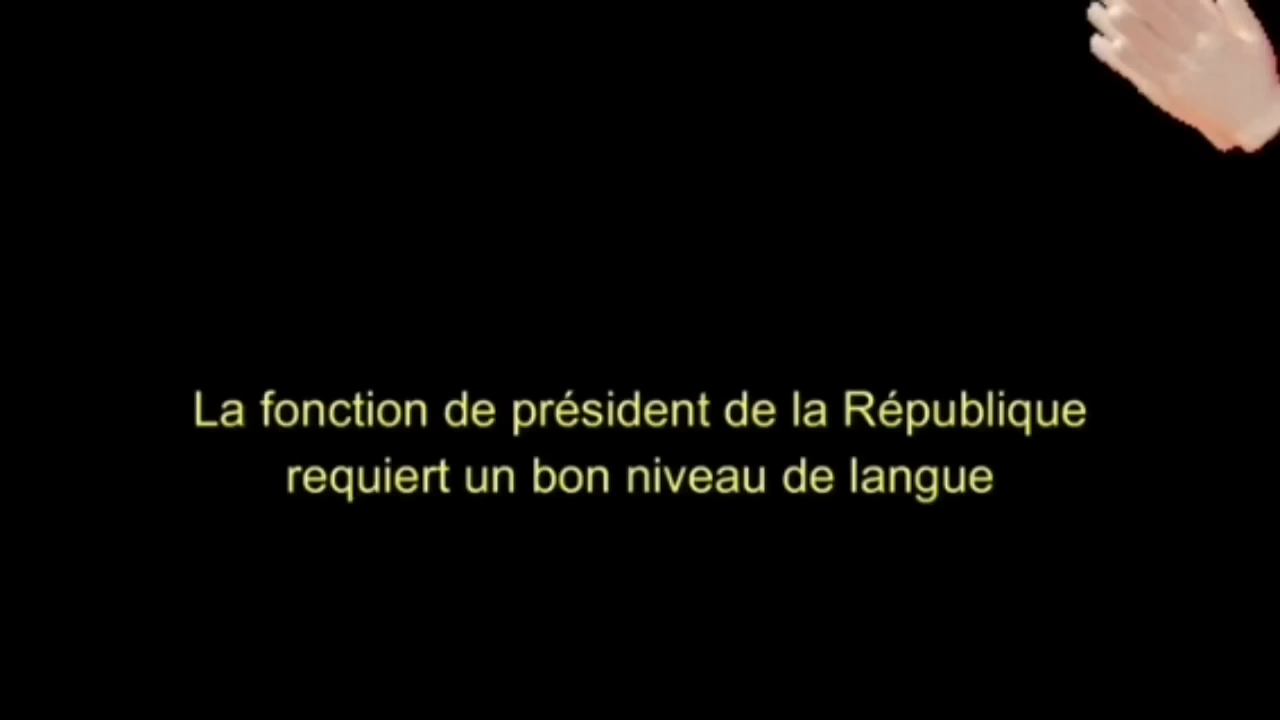 La fonction de président de la République
requiert un bon niveau de langue